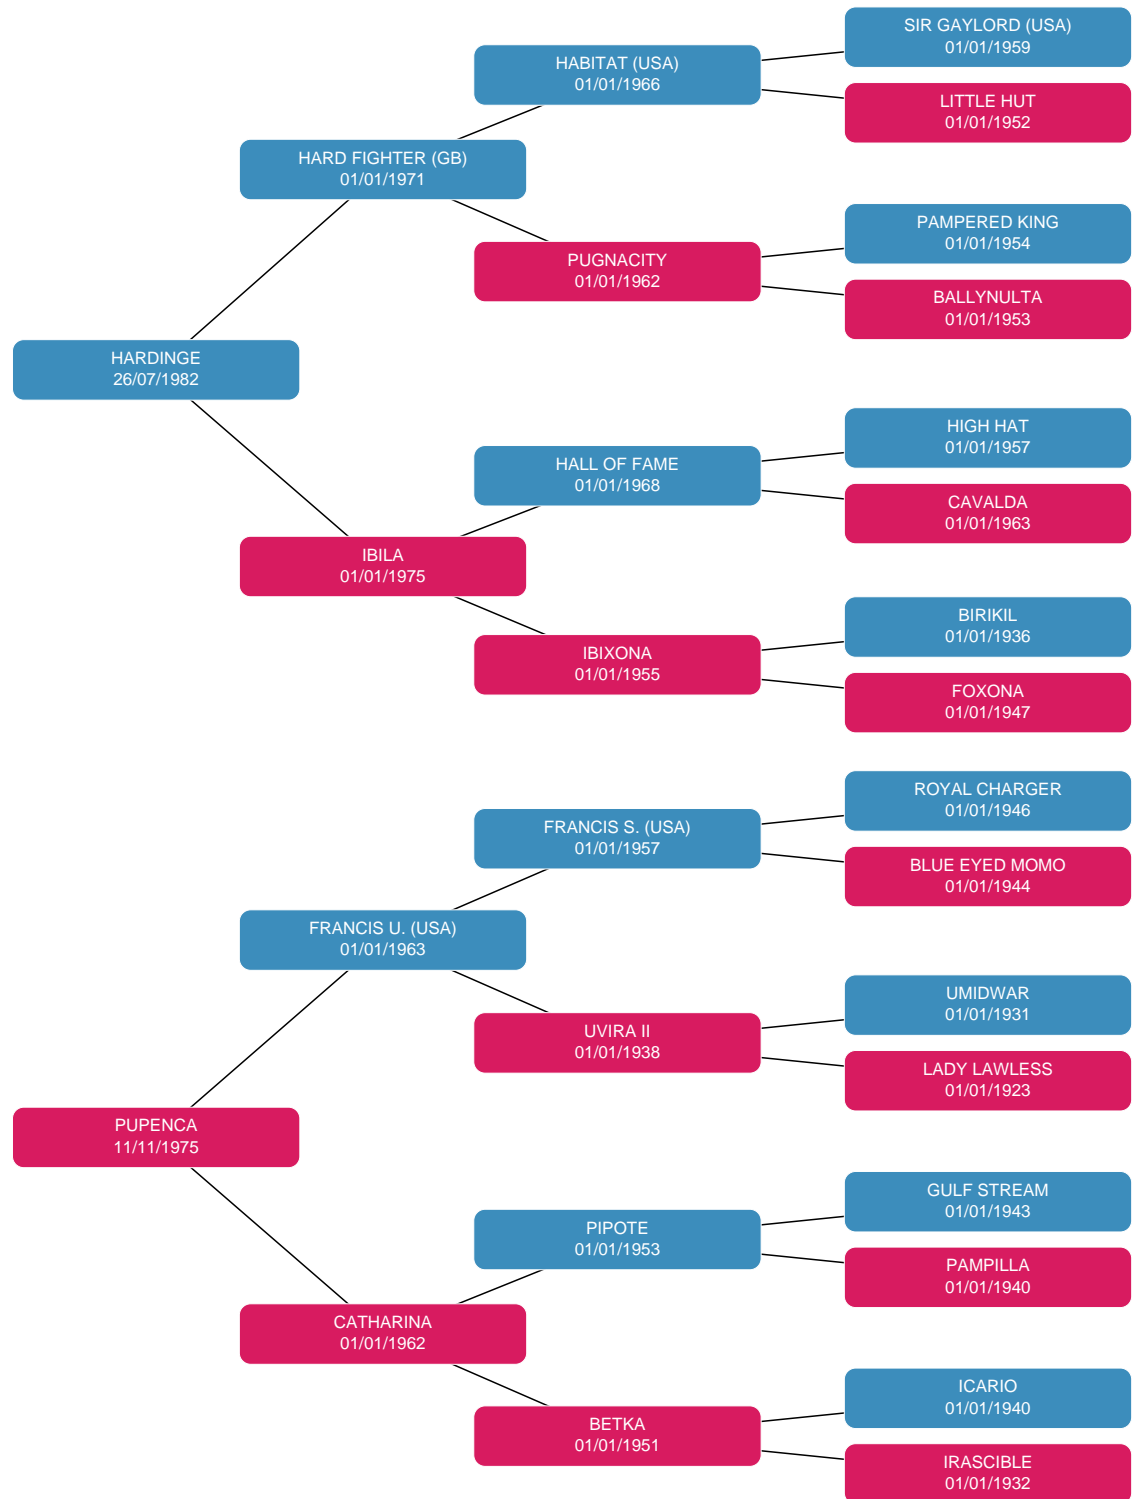 SIR GAYLORD (USA)
01/01/1959
HABITAT (USA)
01/01/1966
LITTLE HUT
01/01/1952
HARD FIGHTER (GB)
01/01/1971
PAMPERED KING
01/01/1954
PUGNACITY
01/01/1962
BALLYNULTA
01/01/1953
HARDINGE
26/07/1982
HIGH HAT
01/01/1957
HALL OF FAME
01/01/1968
CAVALDA
01/01/1963
IBILA
01/01/1975
BIRIKIL
01/01/1936
IBIXONA
01/01/1955
FOXONA
01/01/1947
ROYAL CHARGER
01/01/1946
FRANCIS S. (USA)
01/01/1957
BLUE EYED MOMO
01/01/1944
FRANCIS U. (USA)
01/01/1963
UMIDWAR
01/01/1931
UVIRA II
01/01/1938
LADY LAWLESS
01/01/1923
PUPENCA
11/11/1975
GULF STREAM
01/01/1943
PIPOTE
01/01/1953
PAMPILLA
01/01/1940
CATHARINA
01/01/1962
ICARIO
01/01/1940
BETKA
01/01/1951
IRASCIBLE
01/01/1932